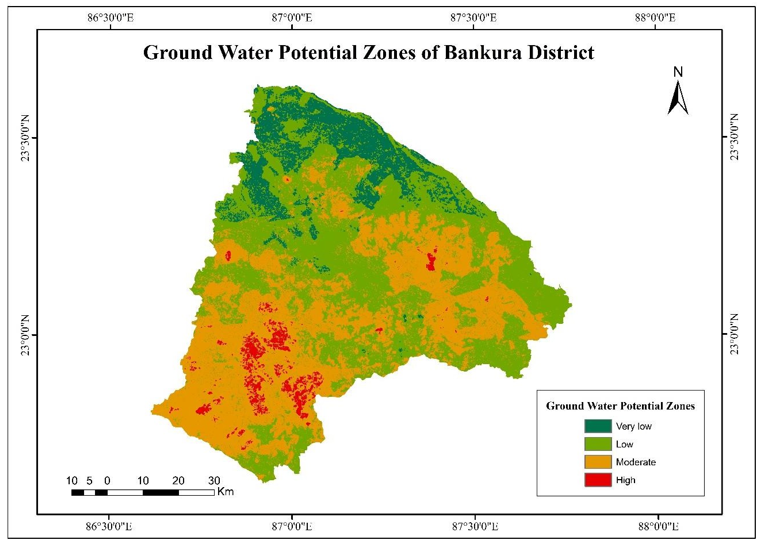 86°30'0"E 87°0'0"E 87°30'0"E 88°0'0"E
Ground Water Potential Zones of Bankura District
N
23°30'0"N 23°30'0"N
23°0'0"N 23°0'0"N
Ground Water Potential Zones
Very low
Low
Moderate
High
10 5 0 10 20 30
Km
86°30'0"E 87°0'0"E 87°30'0"E 88°0'0"E